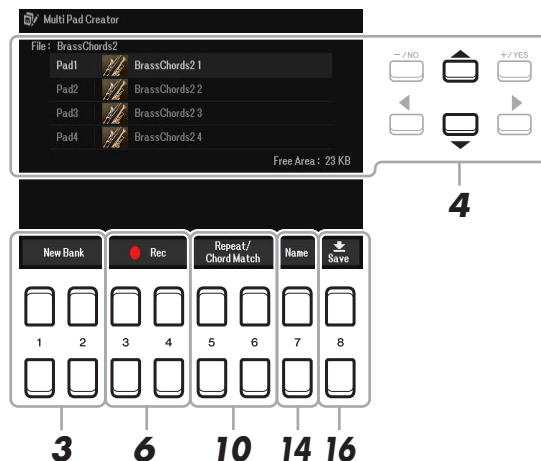 Multi Pad Creator
File: BrassChords2
Pad1 BrassChords2 1
Pad2 BrassChords2 2
Pad3 BrassChords2 3
Pad4 BrassChords2 4
Free Area: 23 KB
−/NO +/YES
4
New Bank Rec Repeat/ Chord Match Name Save
1 2 3 4 5 6 7 8
3 6 10 14 16